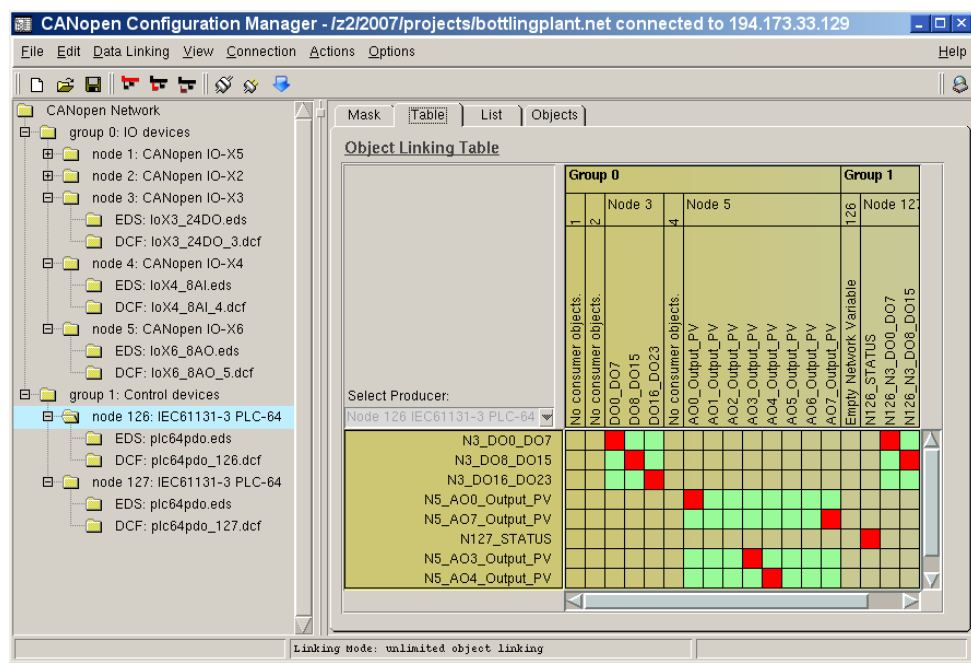 CANopen Configuration Manager - /z2/2007/projects/bottlingplant.net connected to 194.173.33.129
File Edit Data Linking View Connection Actions Options Help
CANopen Network
group 0: IO devices
node 1: CANopen IO-X5
node 2: CANopen IO-X2
node 3: CANopen IO-X3
EDS: IoX3_24DO.eds
DCF: IoX3_24DO_3.dcf
node 4: CANopen IO-X4
EDS: IoX4_8AI.eds
DCF: IoX4_8AI_4.dcf
node 5: CANopen IO-X6
EDS: IoX6_8AO.eds
DCF: IoX6_8AO_5.dcf
group 1: Control devices
node 126: IEC61131-3 PLC-64
EDS: plc64pdo.eds
DCF: plc64pdo_126.dcf
node 127: IEC61131-3 PLC-64
EDS: plc64pdo.eds
DCF: plc64pdo_127.dcf
Mask Table List Objects
Object Linking Table
Group 0 Group 1
1 2 Node 3 4 Node 5 126 Node 127
No consumer objects.
No consumer objects.
DO0_DO7
DO8_DO15
DO16_DO23
No consumer objects.
AO0_Output_PV
AO1_Output_PV
AO2_Output_PV
AO3_Output_PV
AO4_Output_PV
AO5_Output_PV
AO6_Output_PV
AO7_Output_PV
Empty Network Variable
N126_STATUS
N126_N3_DO0_DO7
N126_N3_DO8_DO15
Select Producer:
Node 126 IEC61131-3 PLC-64
N3_DO0_DO7
N3_DO8_DO15
N3_DO16_DO23
N5_AO0_Output_PV
N5_AO7_Output_PV
N127_STATUS
N5_AO3_Output_PV
N5_AO4_Output_PV
Linking Mode: unlimited object linking